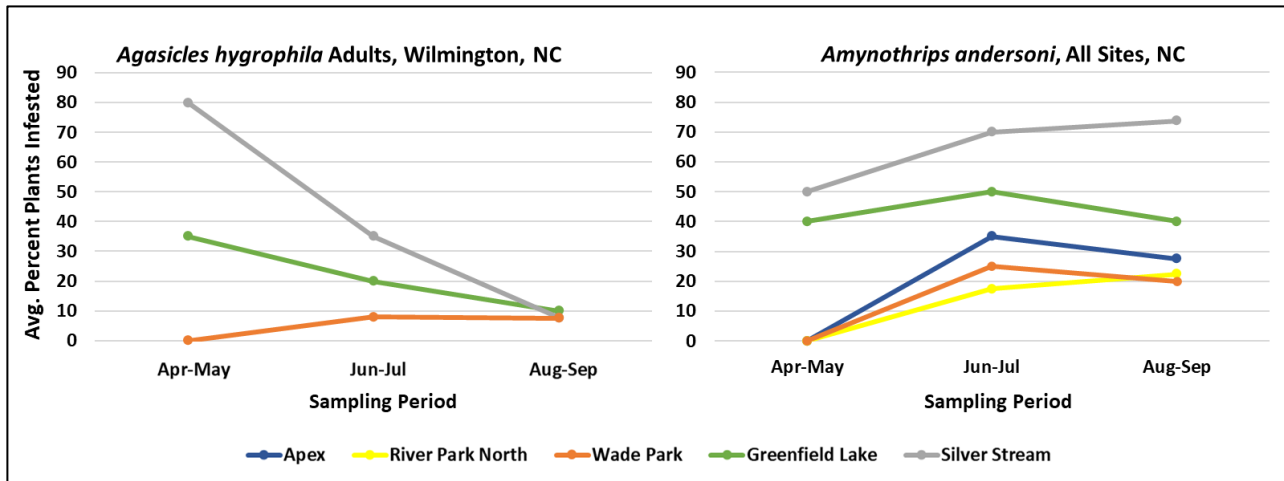 Agasicles hygrophila Adults, Wilmington, NC
Avg. Percent Plants Infested
90
80
70
60
50
40
30
20
10
0
Apr-May Jun-Jul Aug-Sep
Sampling Period
Amynothrips andersoni, All Sites, NC
90
80
70
60
50
40
30
20
10
0
Apr-May Jun-Jul Aug-Sep
Sampling Period
Apex River Park North Wade Park Greenfield Lake Silver Stream